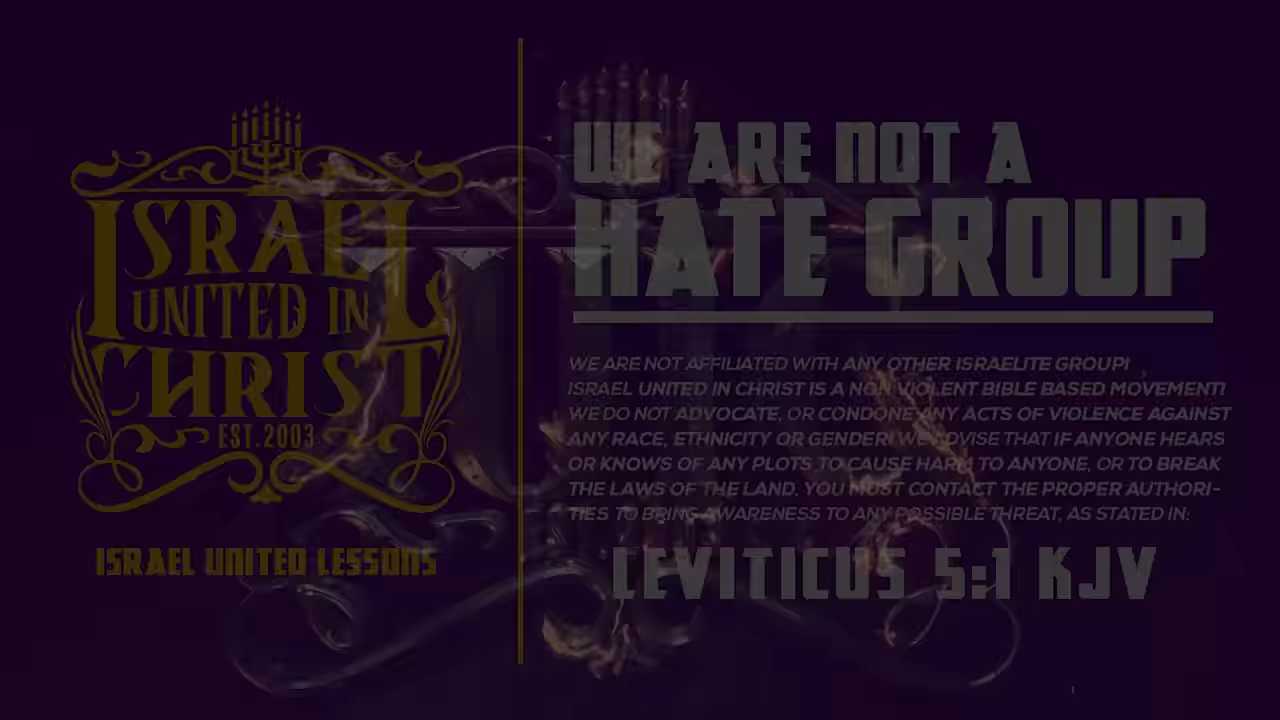 ISRAEL
UNITED IN
CHRIST
EST.2003
ISRAEL UNITED LESSONS
WE ARE NOT A
HATE GROUP
WE ARE NOT AFFILIATED WITH ANY OTHER ISRAELITE GROUP!
ISRAEL UNITED IN CHRIST IS A NON VIOLENT BIBLE BASED MOVEMENT!
WE DO NOT ADVOCATE, OR CONDONE ANY ACTS OF VIOLENCE AGAINST
ANY RACE, ETHNICITY OR GENDER! WE ADVISE THAT IF ANYONE HEARS
OR KNOWS OF ANY PLOTS TO CAUSE HARM TO ANYONE, OR TO BREAK
THE LAWS OF THE LAND. YOU MUST CONTACT THE PROPER AUTHORI-
TIES TO BRING AWARENESS TO ANY POSSIBLE THREAT, AS STATED IN:
LEVITICUS 5:1 KJV